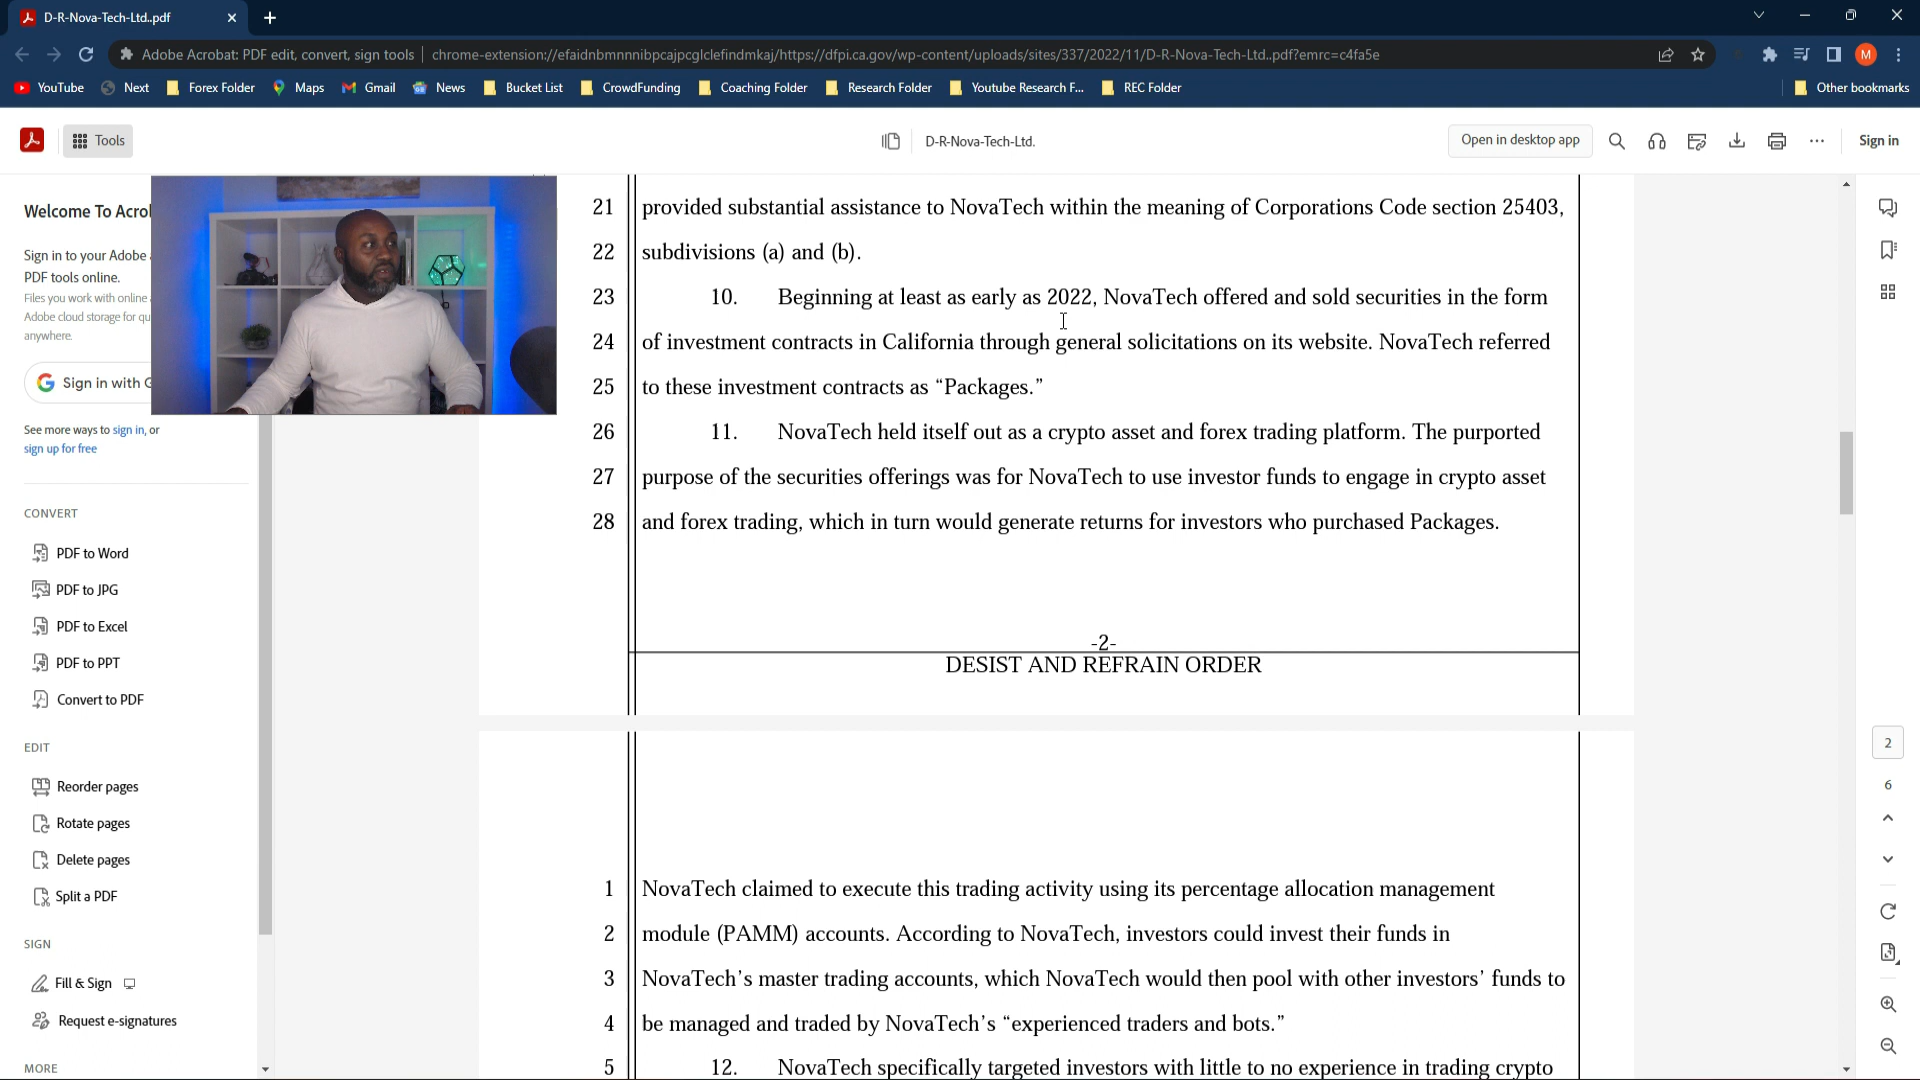 D-R-Nova-Tech-Ltd..pdf
Adobe Acrobat: PDF edit, convert, sign tools | chrome-extension://efaidnbmnnnibpcajpcglclefindmkaj/https://dfpi.ca.gov/wp-content/uploads/sites/337/2022/11/D-R-Nova-Tech-Ltd..pdf?emrc=c4fa5e
M
YouTube Next Forex Folder Maps Gmail News Bucket List CrowdFunding Coaching Folder Research Folder Youtube Research F... REC Folder Other bookmarks
Tools D-R-Nova-Tech-Ltd. Open in desktop app Sign in
Welcome To Acro
Sign in to your Adobe
PDF tools online.
Files you work with online
Adobe cloud storage for qu
anywhere.
Sign in with G
See more ways to sign in, or
sign up for free
CONVERT
PDF to Word
PDF to JPG
PDF to Excel
PDF to PPT
Convert to PDF
EDIT
Reorder pages
Rotate pages
Delete pages
Split a PDF
SIGN
Fill & Sign
Request e-signatures
MORE
21 provided substantial assistance to NovaTech within the meaning of Corporations Code section 25403,
22 subdivisions (a) and (b).
23 10. Beginning at least as early as 2022, NovaTech offered and sold securities in the form
24 of investment contracts in California through general solicitations on its website. NovaTech referred
25 to these investment contracts as “Packages.”
26 11. NovaTech held itself out as a crypto asset and forex trading platform. The purported
27 purpose of the securities offerings was for NovaTech to use investor funds to engage in crypto asset
28 and forex trading, which in turn would generate returns for investors who purchased Packages.
-2-
DESIST AND REFRAIN ORDER
1 NovaTech claimed to execute this trading activity using its percentage allocation management
2 module (PAMM) accounts. According to NovaTech, investors could invest their funds in
3 NovaTech’s master trading accounts, which NovaTech would then pool with other investors’ funds to
4 be managed and traded by NovaTech’s “experienced traders and bots.”
5 12. NovaTech specifically targeted investors with little to no experience in trading crypto
2
6